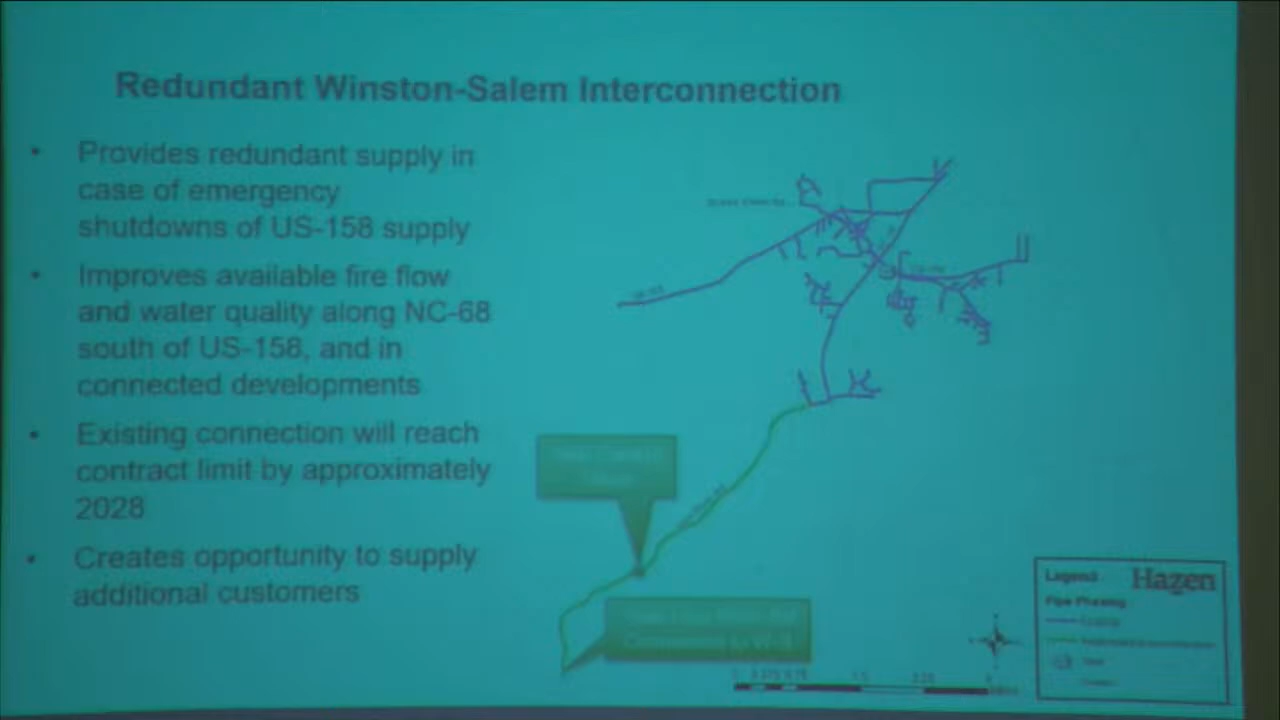 Redundant Winston-Salem Interconnection
• Provides redundant supply in
case of emergency
shutdowns of US-158 supply
• Improves available fire flow
and water quality along NC-68
south of US-158, and in
connected developments
• Existing connection will reach
contract limit by approximately
2028
• Creates opportunity to supply
additional customers
Legend
Hazen
Pipe Phasing